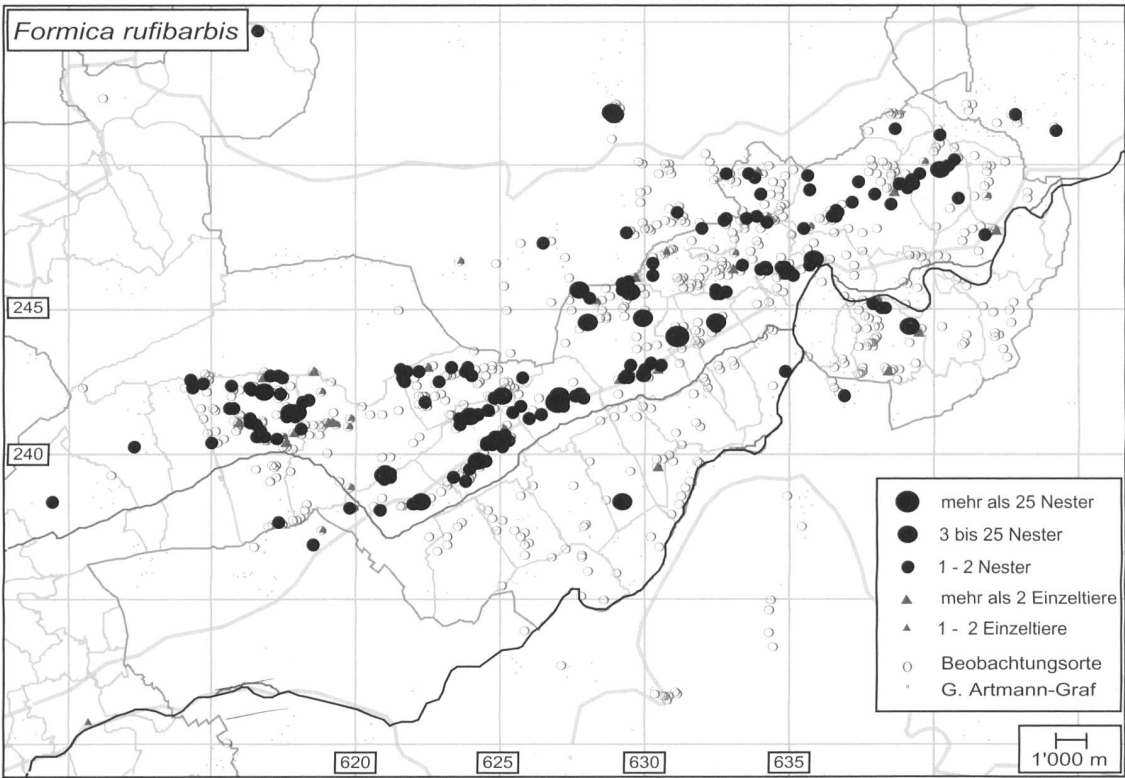 Formica rufibarbis
245
240
mehr als 25 Nester
3 bis 25 Nester
1 - 2 Nester
mehr als 2 Einzeltiere
1 - 2 Einzeltiere
Beobachtungsorte
G. Artmann-Graf
1'000 m
620
625
630
635